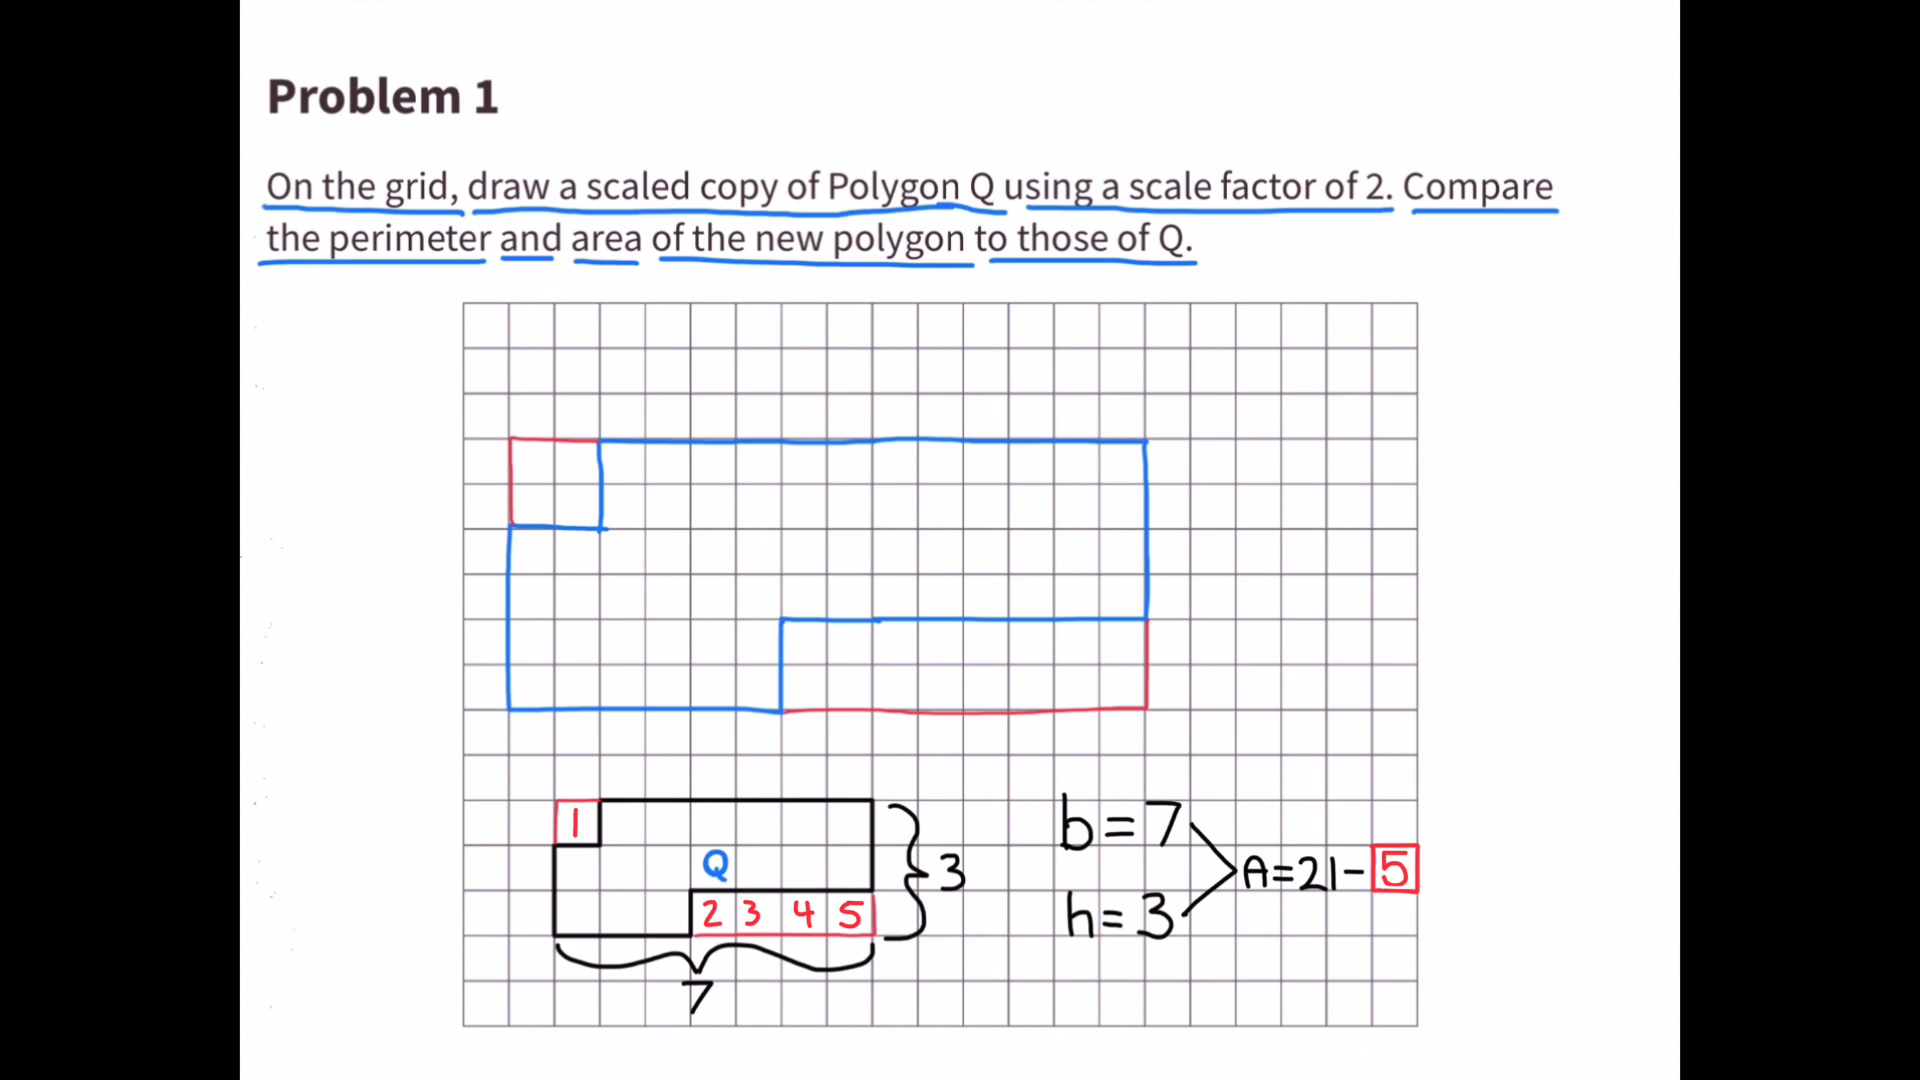 Problem 1
On the grid, draw a scaled copy of Polygon Q using a scale factor of 2. Compare
the perimeter and area of the new polygon to those of Q.
1
Q
2 3 4 5
3
7
b=7
h=3
A=21-5